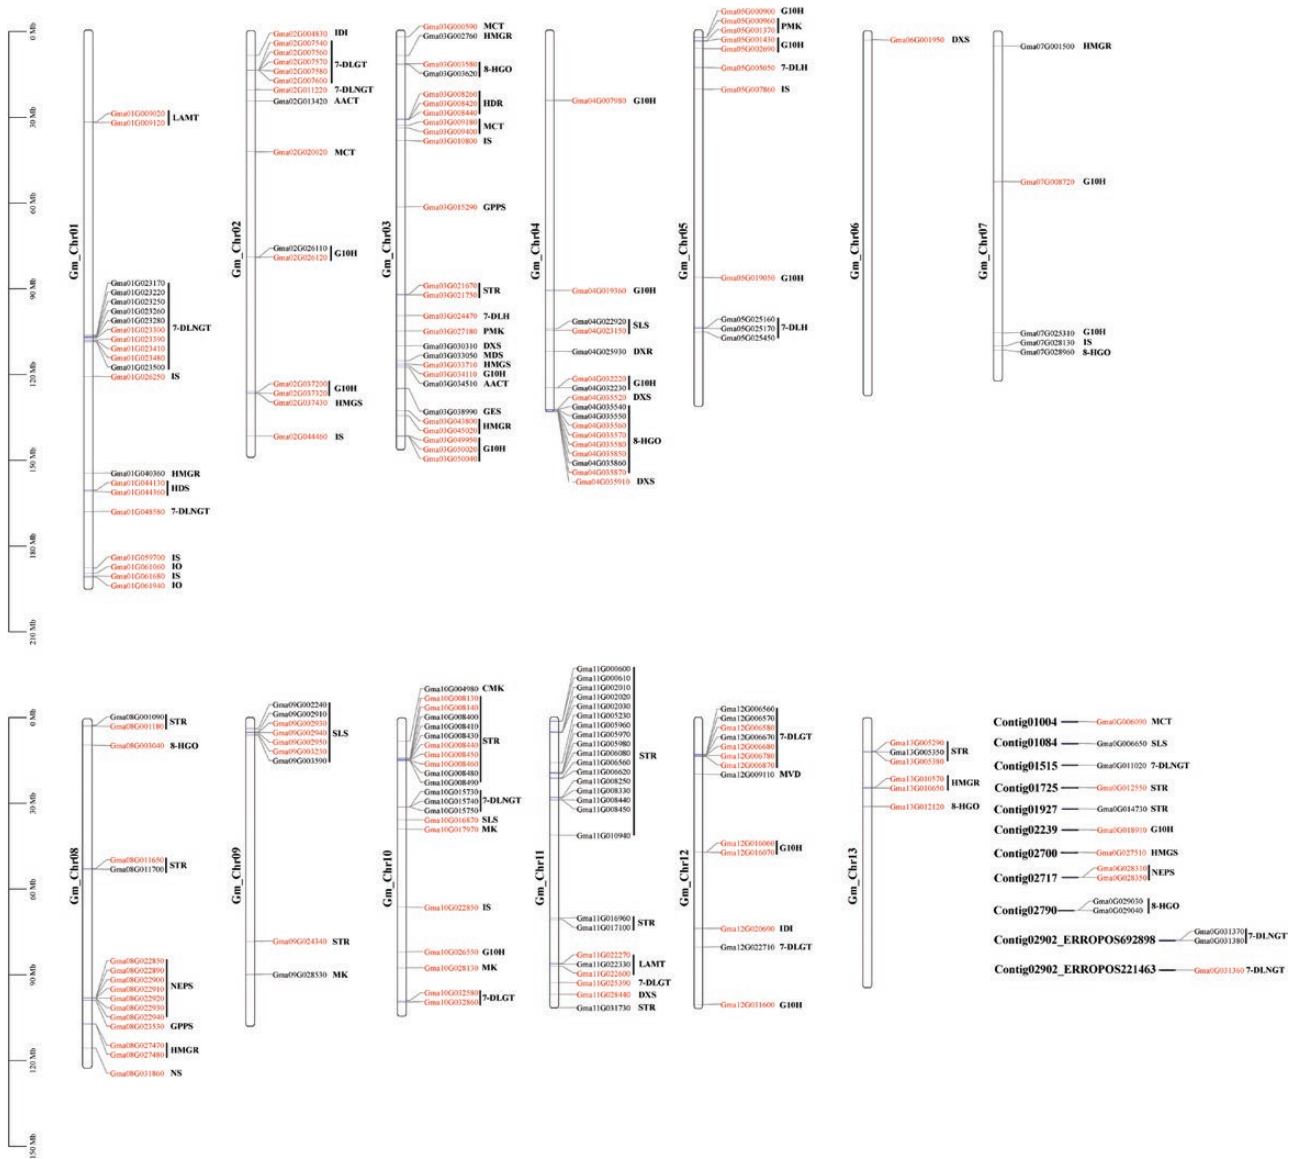 0 Mb
30 Mb
60 Mb
90 Mb
120 Mb
150 Mb
180 Mb
210 Mb
Gm_Chr01
Gma01G009020
Gma01G009120
LAMT
Gma01G023170
Gma01G023220
Gma01G023250
Gma01G023260
Gma01G023280
Gma01G023300
Gma01G023390
Gma01G023410
Gma01G023480
Gma01G023500
7-DLNGT
Gma01G026250 IS
Gma01G040360 HMGR
Gma01G044130
Gma01G044360
HDS
Gma01G048580 7-DLNGT
Gma01G059700 IS
Gma01G061060 IO
Gma01G061680 IS
Gma01G061940 IO
Gm_Chr02
Gma02G004830 IDI
Gma02G007540
Gma02G007560
Gma02G007570
Gma02G007580
Gma02G007600
7-DLGT
Gma02G011220 7-DLNGT
Gma02G013420 AACT
Gma02G020020 MCT
Gma02G026110
Gma02G026120
G10H
Gma02G037200
Gma02G037320
G10H
Gma02G037430 HMGS
Gma02G044460 IS
Gm_Chr03
Gma03G000590 MCT
Gma03G002760 HMGR
Gma03G003580
Gma03G003620
8-HGO
Gma03G008260
Gma03G008420
Gma03G008440
HDR
Gma03G009180
Gma03G009400
MCT
Gma03G010800 IS
Gma03G015290 GPPS
Gma03G021670
Gma03G021750
STR
Gma03G024470 7-DLH
Gma03G027180 PMK
Gma03G030310 DXS
Gma03G033050 MDS
Gma03G033710 HMGS
Gma03G034110 G10H
Gma03G034510 AACT
Gma03G038990 GES
Gma03G043800
Gma03G045020
HMGR
Gma03G049950
Gma03G050020
Gma03G050040
G10H
Gm_Chr04
Gma04G007980 G10H
Gma04G019360 G10H
Gma04G022920
Gma04G023150
SLS
Gma04G025930 DXR
Gma04G032220
Gma04G032230
G10H
Gma04G035520 DXS
Gma04G035540
Gma04G035550
Gma04G035560
Gma04G035570
Gma04G035580
Gma04G035850
Gma04G035860
Gma04G035870
8-HGO
Gma04G035910 DXS
Gm_Chr05
Gma05G000900 G10H
Gma05G000960
Gma05G001370
PMK
Gma05G001430
Gma05G002690
G10H
Gma05G005050 7-DLH
Gma05G007860 IS
Gma05G019050 G10H
Gma05G025160
Gma05G025170
Gma05G025450
7-DLH
Gm_Chr06
Gma06G001950 DXS
Gm_Chr07
Gma07G001500 HMGR
Gma07G008720 G10H
Gma07G025310 G10H
Gma07G028130 IS
Gma07G028960 8-HGO
0 Mb
30 Mb
60 Mb
90 Mb
120 Mb
150 Mb
Gm_Chr08
Gma08G001090
Gma08G001180
STR
Gma08G003040 8-HGO
Gma08G011650
Gma08G011700
STR
Gma08G022850
Gma08G022890
Gma08G022900
Gma08G022910
Gma08G022920
Gma08G022930
Gma08G022940
NEPS
Gma08G023530 GPPS
Gma08G027470
Gma08G027480
HMGR
Gma08G031860 NS
Gm_Chr09
Gma09G002240
Gma09G002910
Gma09G002930
Gma09G002940
Gma09G002950
Gma09G003230
Gma09G003590
SLS
Gma09G024340 STR
Gma09G028530 MK
Gm_Chr10
Gma10G004980 CMK
Gma10G008130
Gma10G008140
Gma10G008400
Gma10G008410
Gma10G008430
Gma10G008440
Gma10G008450
Gma10G008460
Gma10G008480
Gma10G008490
STR
Gma10G015730
Gma10G015740
Gma10G015750
7-DLNGT
Gma10G016870 SLS
Gma10G017970 MK
Gma10G022850 IS
Gma10G026550 G10H
Gma10G028130 MK
Gma10G032580
Gma10G032860
7-DLGT
Gm_Chr11
Gma11G000600
Gma11G000610
Gma11G002010
Gma11G002020
Gma11G002030
Gma11G005230
Gma11G005960
Gma11G005970
Gma11G005980
Gma11G006080
Gma11G006560
Gma11G006620
Gma11G008250
Gma11G008330
Gma11G008440
Gma11G008450
Gma11G010940
STR
Gma11G016960
Gma11G017100
STR
Gma11G022270
Gma11G022330
Gma11G022600
LAMT
Gma11G025390 7-DLGT
Gma11G028440 DXS
Gma11G031730 STR
Gm_Chr12
Gma12G006560
Gma12G006570
Gma12G006580
Gma12G006670
Gma12G006680
Gma12G006780
Gma12G006870
7-DLGT
Gma12G009110 MVD
Gma12G016060
Gma12G016070
G10H
Gma12G020690 IDI
Gma12G022710 7-DLGT
Gma12G031600 G10H
Gm_Chr13
Gma13G005290
Gma13G005350
Gma13G005380
STR
Gma13G010570
Gma13G010650
HMGR
Gma13G012120 8-HGO
Contig01004 Gma0G006090 MCT
Contig01084 Gma0G006650 SLS
Contig01515 Gma0G011020 7-DLNGT
Contig01725 Gma0G012550 STR
Contig01927 Gma0G014730 STR
Contig02239 Gma0G018910 G10H
Contig02700 Gma0G027510 HMGS
Contig02717
Gma0G028310
Gma0G028350
NEPS
Contig02790
Gma0G029030
Gma0G029040
8-HGO
Contig02902_ERROPOS692898
Gma0G031370
Gma0G031380
7-DLNGT
Contig02902_ERROPOS221463 Gma0G031360 7-DLNGT